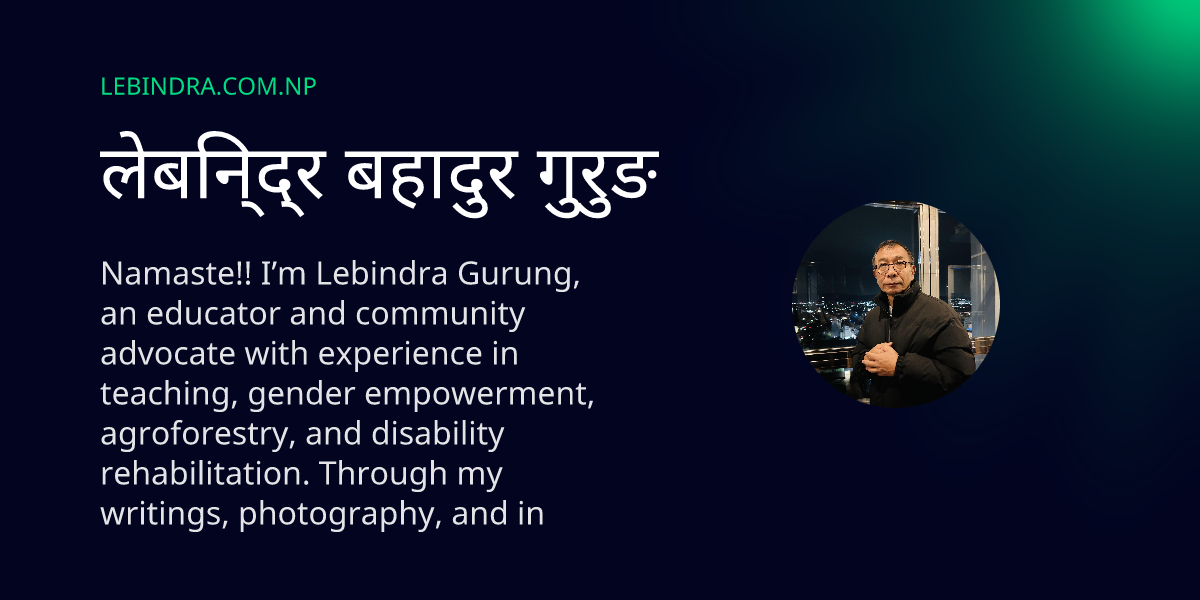 LEBINDRA.COM.NP
लेबनि्द्र बहादुर गुरुङ
Namaste!! I’m Lebindra Gurung,
an educator and community
advocate with experience in
teaching, gender empowerment,
agroforestry, and disability
rehabilitation. Through my
writings, photography, and in